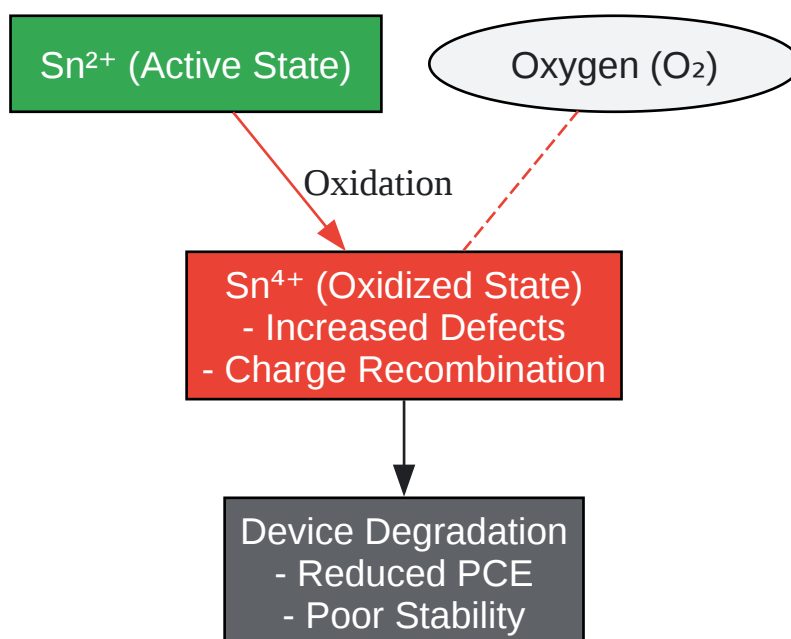 Sn²⁺ (Active State)
Oxygen (O₂)
Oxidation
Sn⁴⁺ (Oxidized State)
- Increased Defects
- Charge Recombination
Device Degradation
- Reduced PCE
- Poor Stability